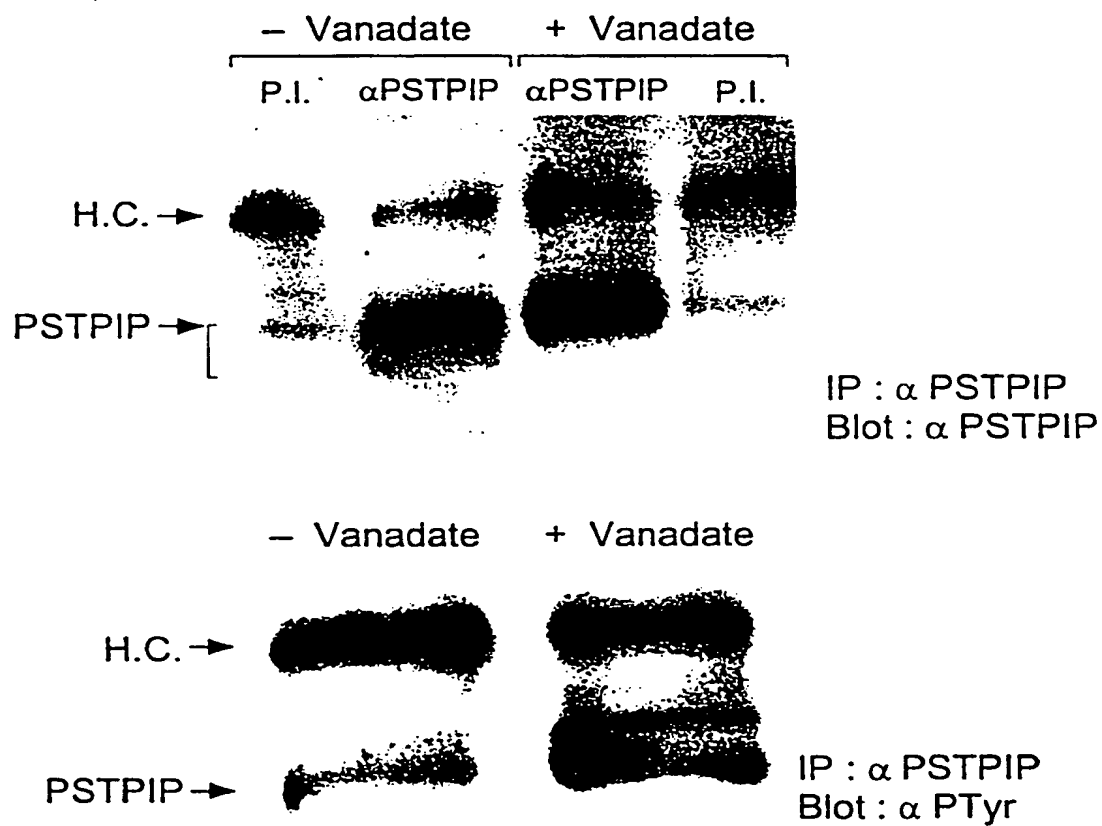 – Vanadate + Vanadate
P.I. αPSTPIP αPSTPIP P.I.
H.C.
PSTPIP
IP : α PSTPIP
Blot : α PSTPIP
– Vanadate + Vanadate
H.C.
PSTPIP
IP : α PSTPIP
Blot : α PTyr